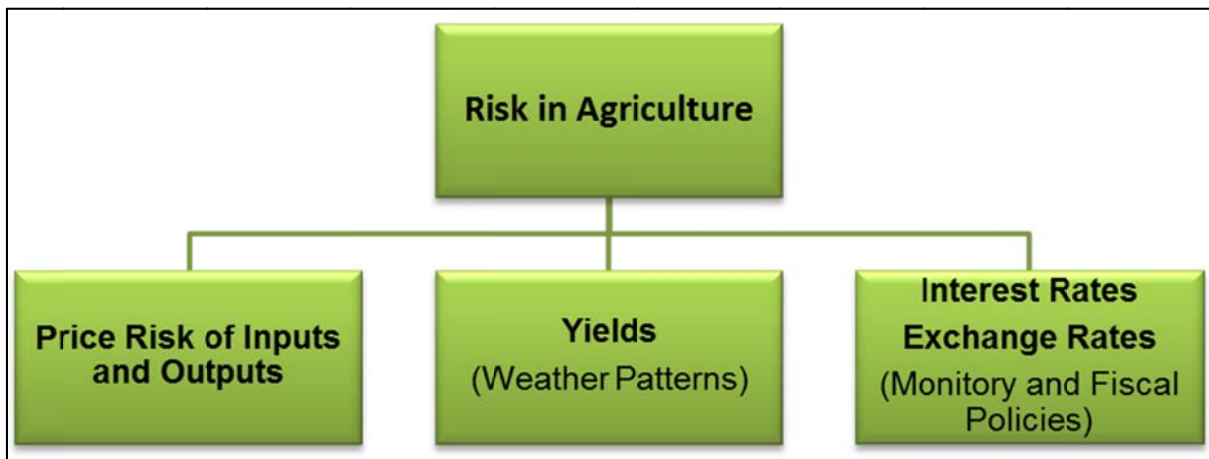 Risk in Agriculture
Price Risk of Inputs
and Outputs
Yields
(Weather Patterns)
Interest Rates
Exchange Rates
(Monitory and Fiscal
Policies)